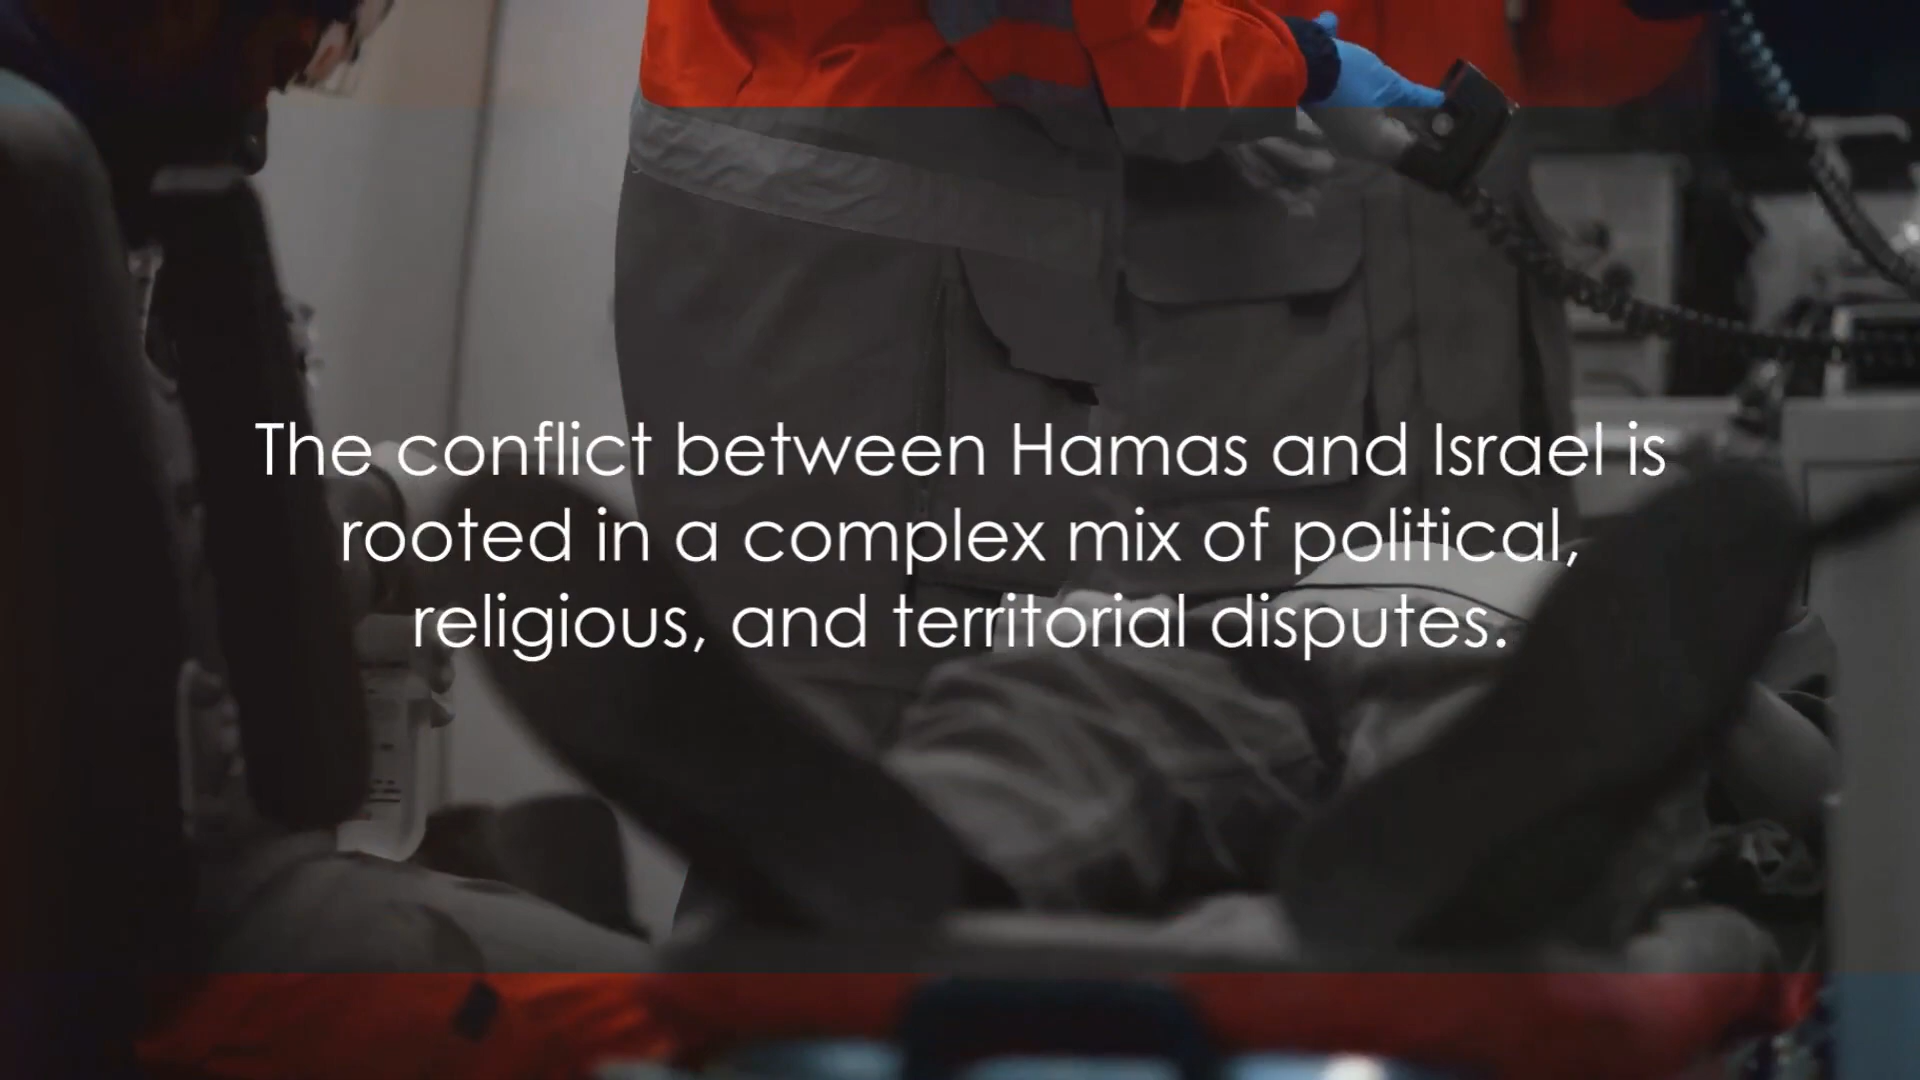 The conflict between Hamas and Israel is
rooted in a complex mix of political,
religious, and territorial disputes.